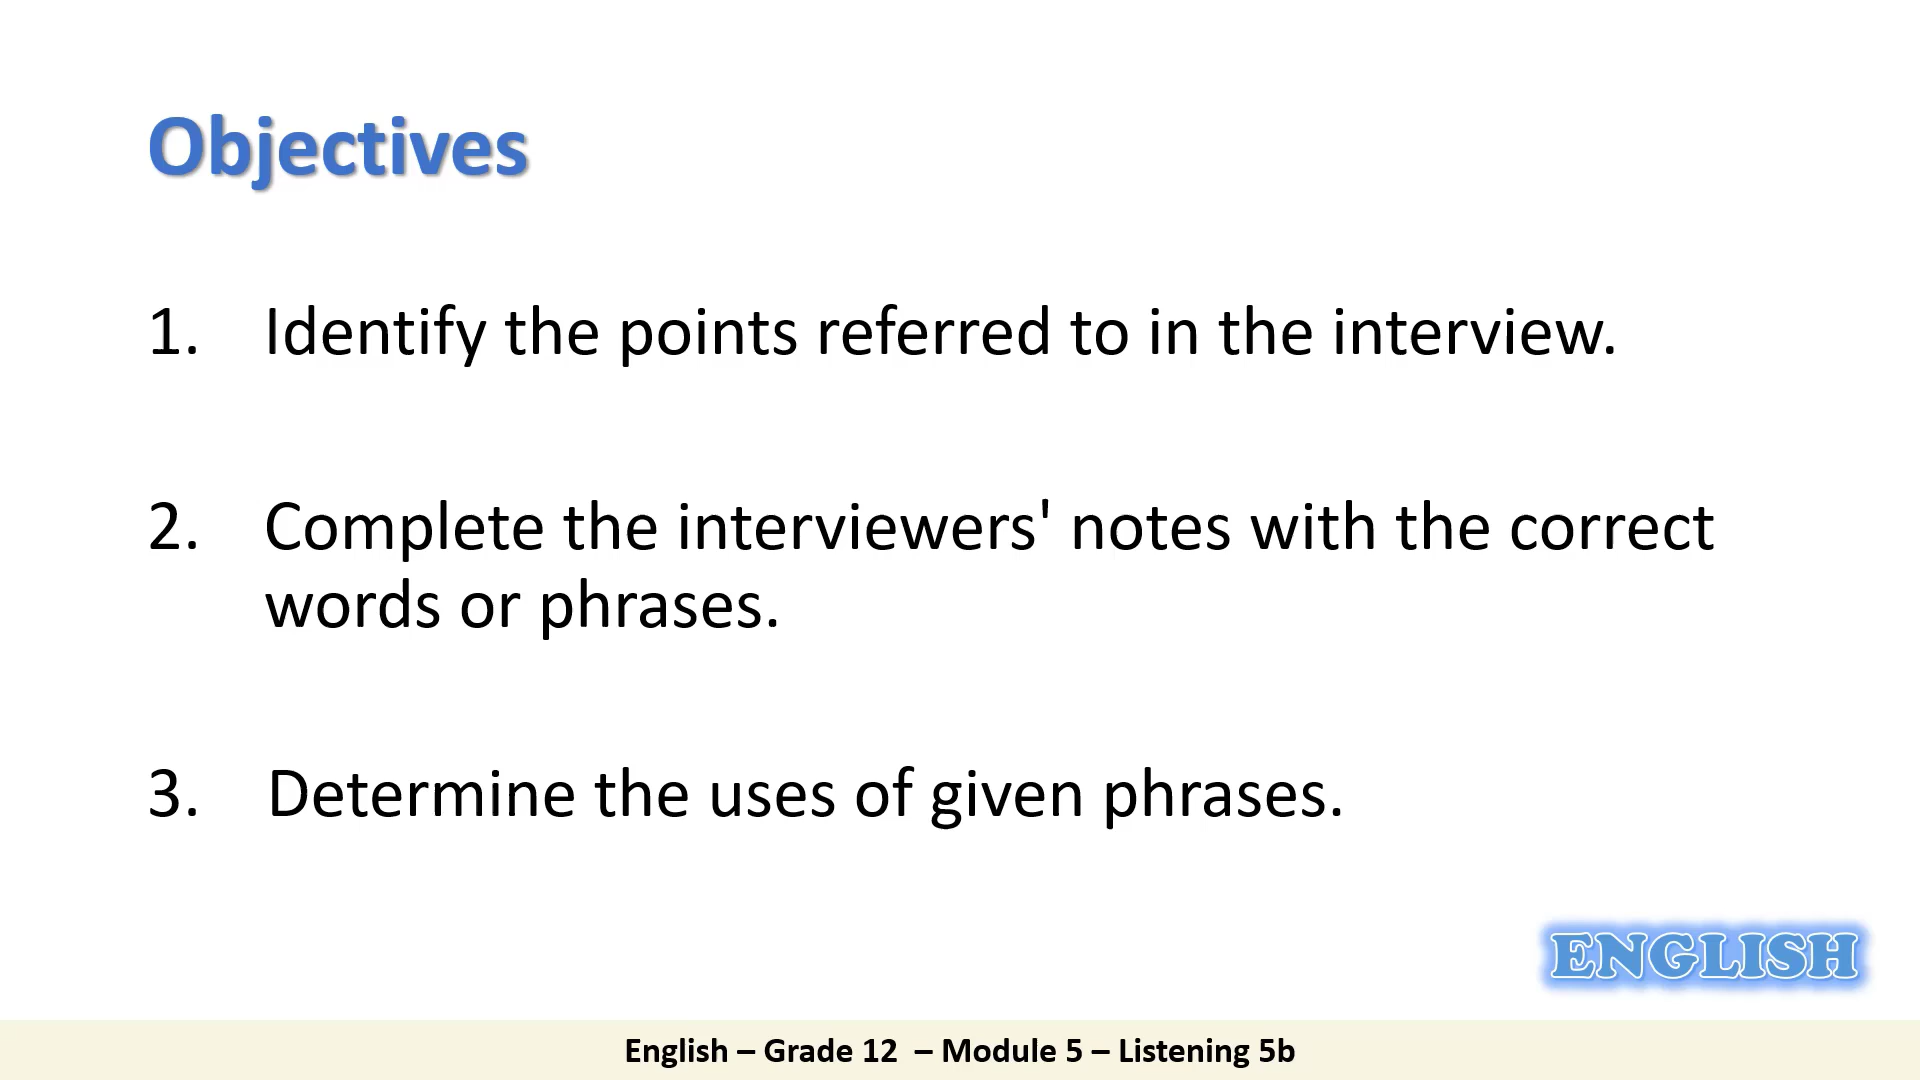 Objectives
1. Identify the points referred to in the interview.
2. Complete the interviewers' notes with the correct
words or phrases.
3. Determine the uses of given phrases.
ENGLISH
English – Grade 12 – Module 5 – Listening 5b